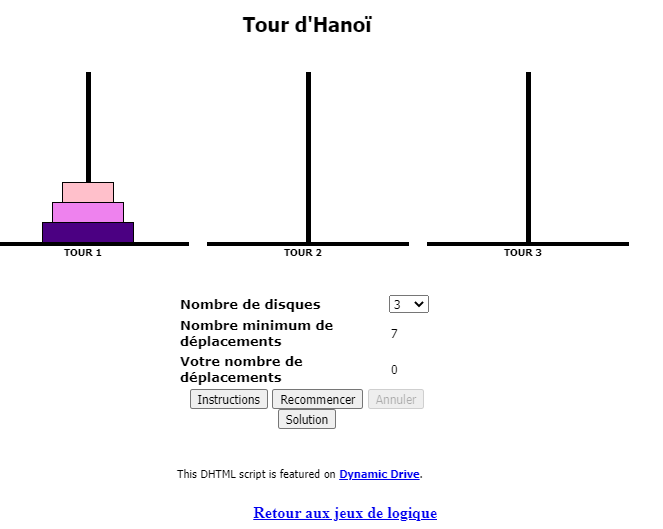 Tour d'Hanoï
TOUR 1
TOUR 2
TOUR 3
Nombre de disques
3
Nombre minimum de
déplacements
7
Votre nombre de
déplacements
0
Instructions
Recommencer
Annuler
Solution
This DHTML script is featured on Dynamic Drive.
Retour aux jeux de logique